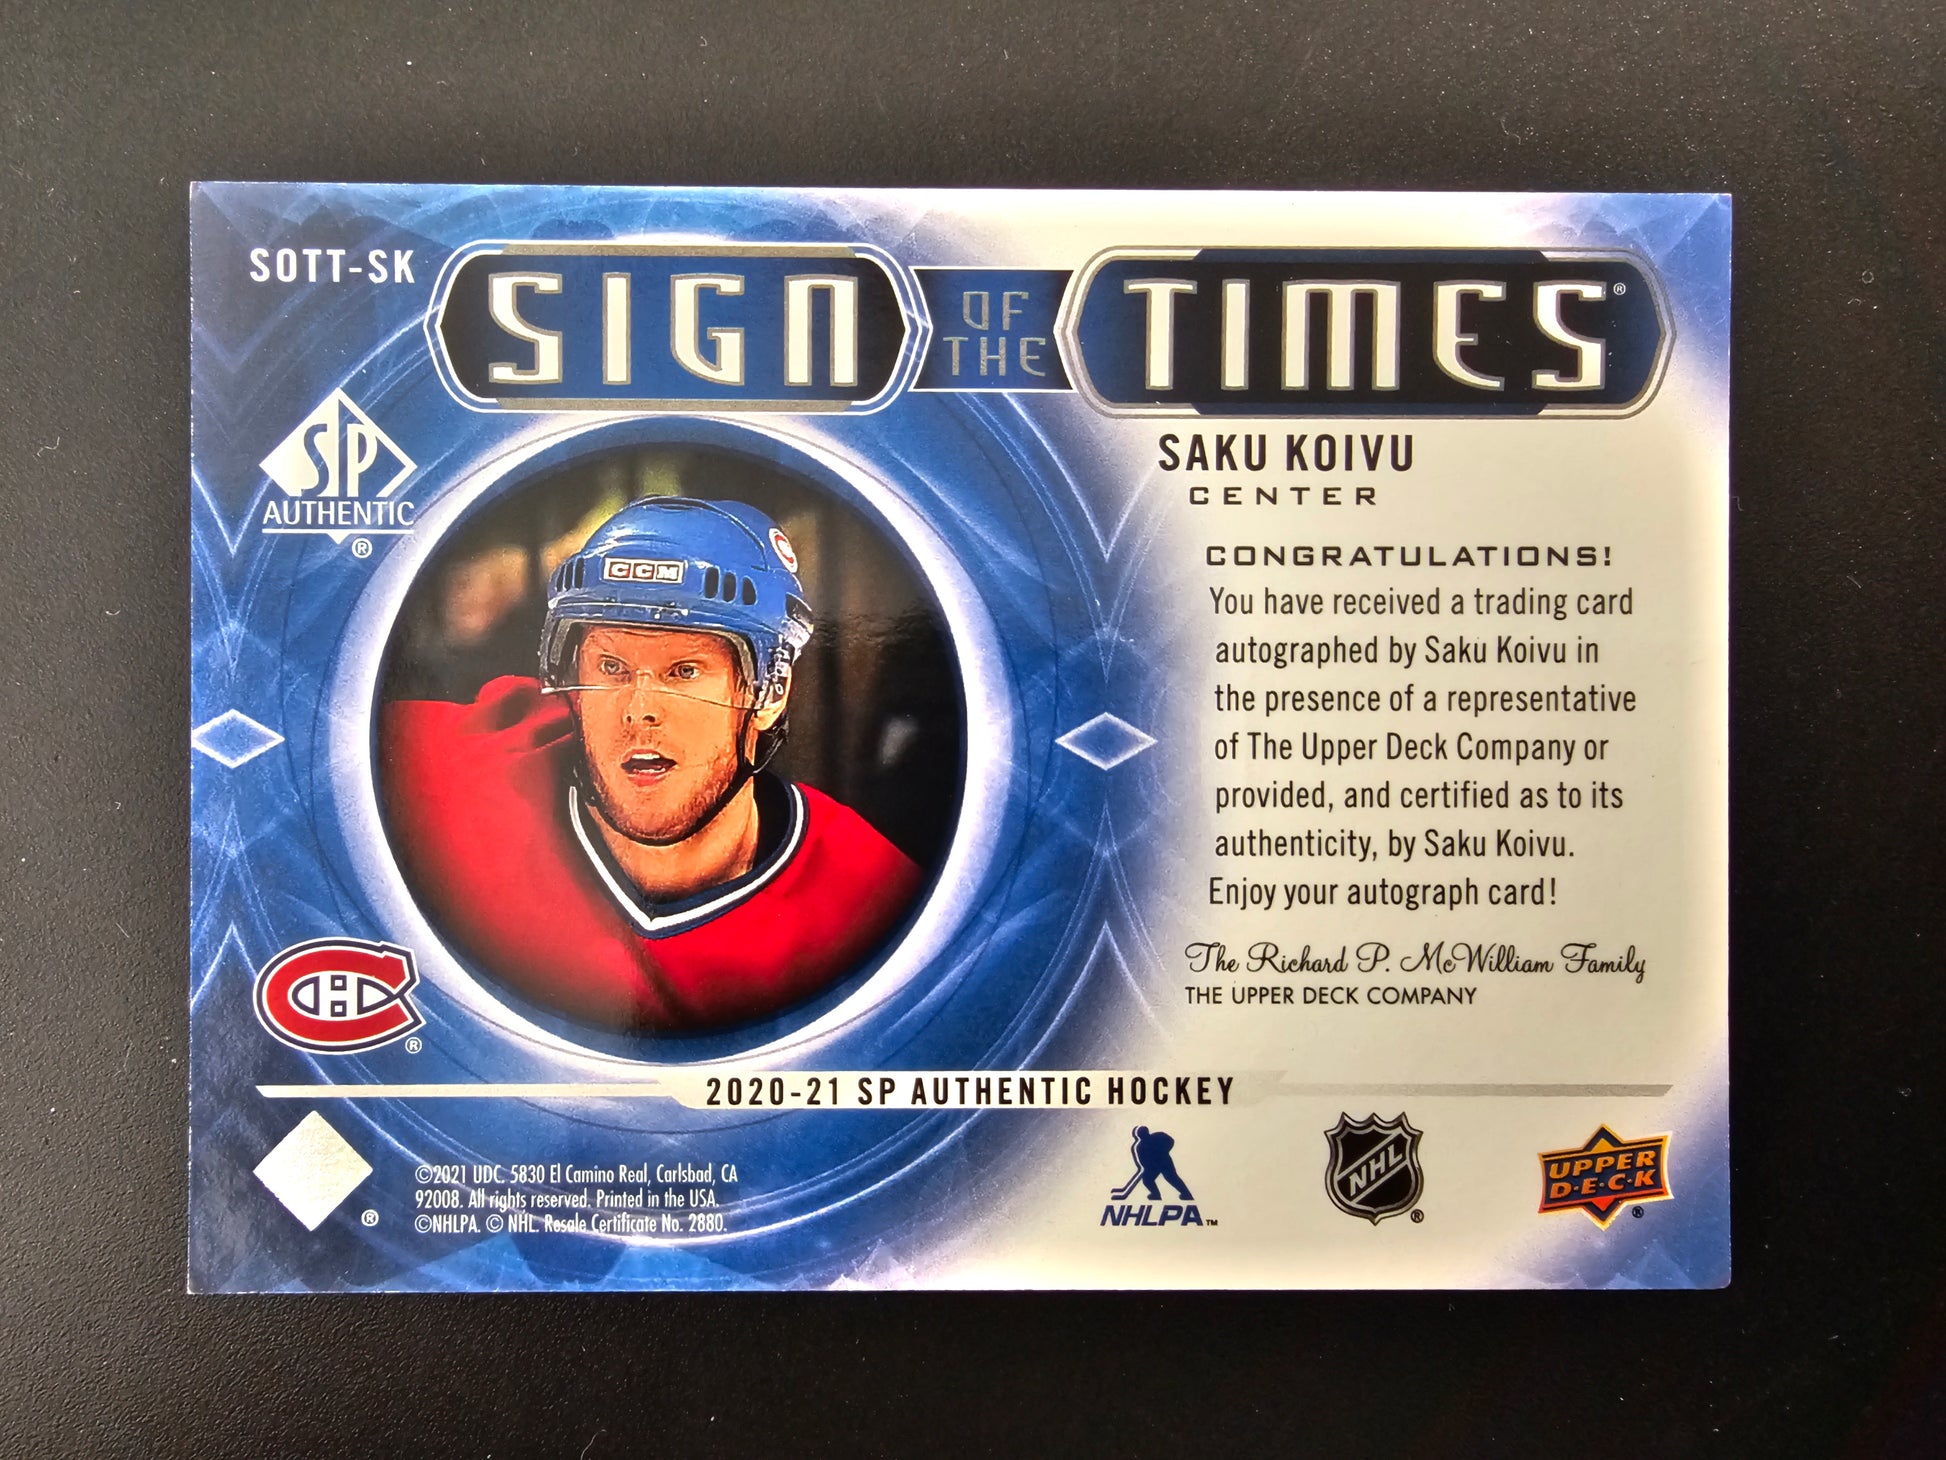 SOTT-SK
SIGN OF THE TIMES®
SP
AUTHENTIC
®
CCM
SAKU KOIVU
CENTER
CONGRATULATIONS!
You have received a trading card
autographed by Saku Koivu in
the presence of a representative
of The Upper Deck Company or
provided, and certified as to its
authenticity, by Saku Koivu.
Enjoy your autograph card!
The Richard P. McWilliam Family
THE UPPER DECK COMPANY
®
2020-21 SP AUTHENTIC HOCKEY
®
©2021 UDC. 5830 El Camino Real, Carlsbad, CA
92008. All rights reserved. Printed in the USA.
©NHLPA. © NHL. Resale Certificate No. 2880.
NHLPA™
NHL®
UPPER
D·E·C·K®